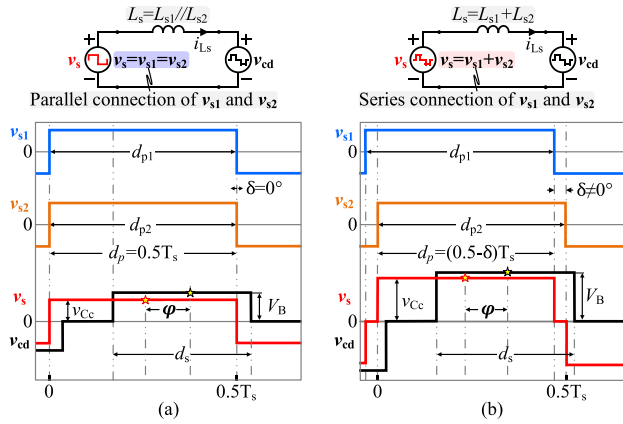 Ls=Ls1//Ls2
Ls=Ls1+Ls2
+ iLs +
+ iLs +
vs vs=vs1=vs2 vcd
vs vs=vs1+vs2 vcd
− −
− −
Parallel connection of vs1 and vs2
Series connection of vs1 and vs2
vs1
vs1
0 dp1
0 dp1
δ=0°
δ≠0°
vs2
vs2
0 dp2
0 dp2
dp=0.5Ts
dp=(0.5-δ)Ts
vs
vs
vCc φ VB
vCc φ VB
0
0
vcd ds
vcd ds
0 0.5Ts
0 0.5Ts
(a)
(b)